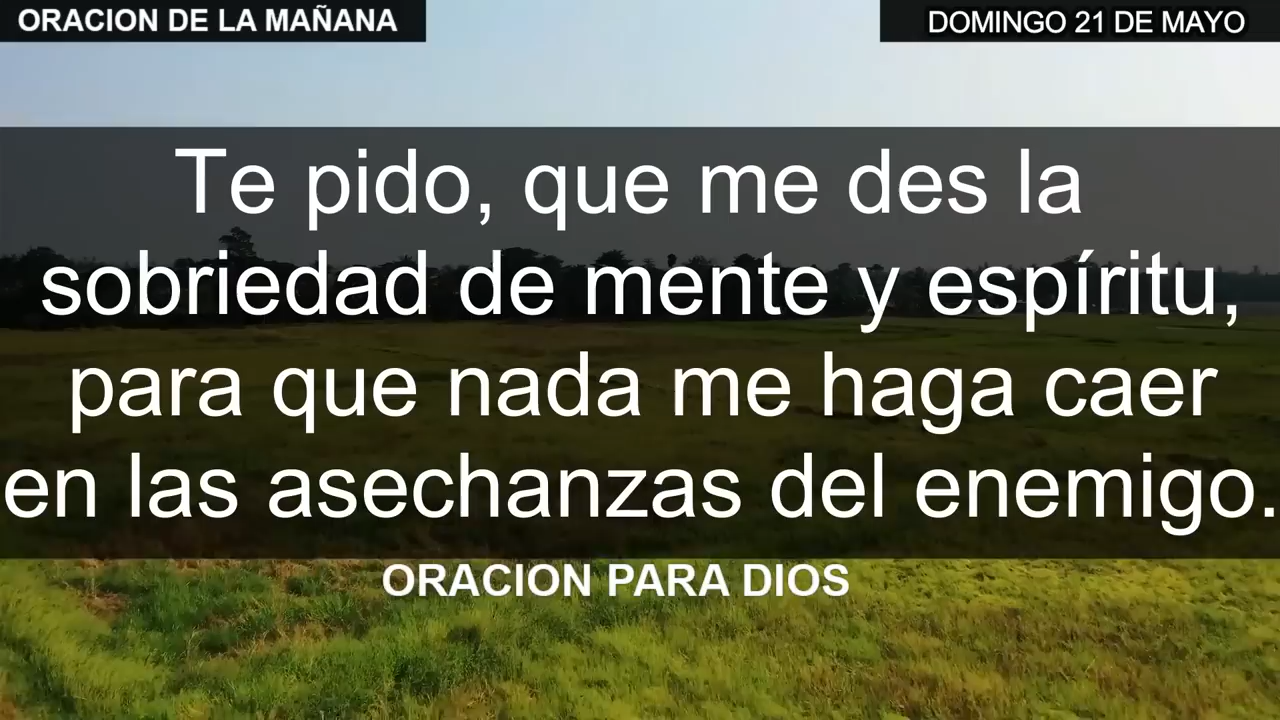 ORACION DE LA MAÑANA
DOMINGO 21 DE MAYO
Te pido, que me des la
sobriedad de mente y espíritu,
para que nada me haga caer
en las asechanzas del enemigo.
ORACION PARA DIOS